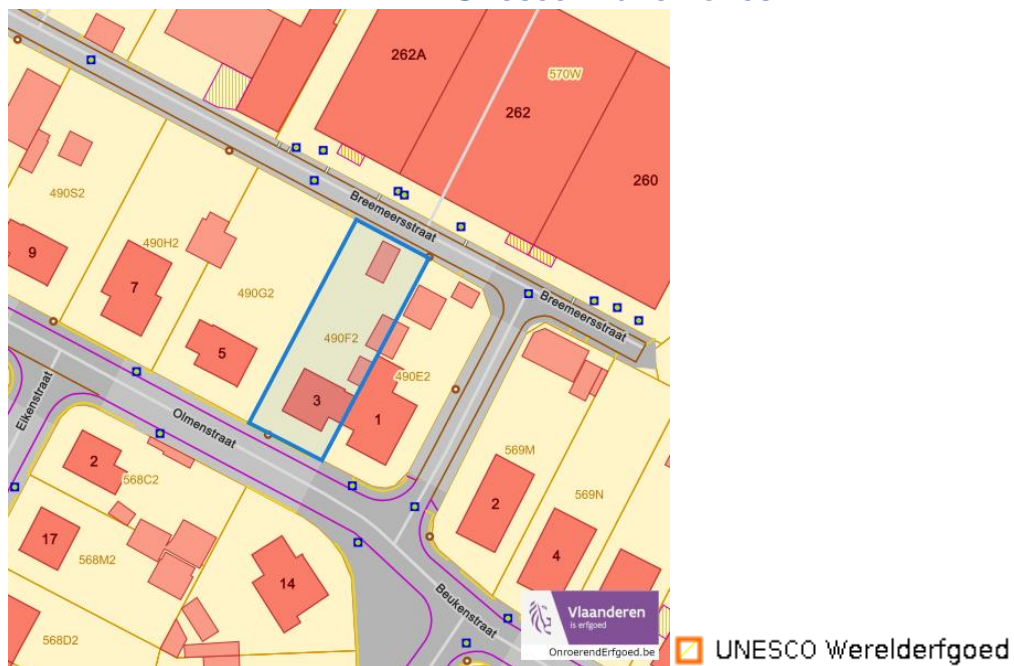 262A
570W
262
260
490S2
Breemeersstraat
9
490H2
7
490G2
Breemeersstraat
5
490F2
490E2
3
1
Eikenstraat
Olmenstraat
2
568C2
569M
2
569N
17
568M2
4
14
568D2
Beukenstraat
Vlaanderen
is erfgoed
OnroerendErfgoed.be
UNESCO Werelderfgoed